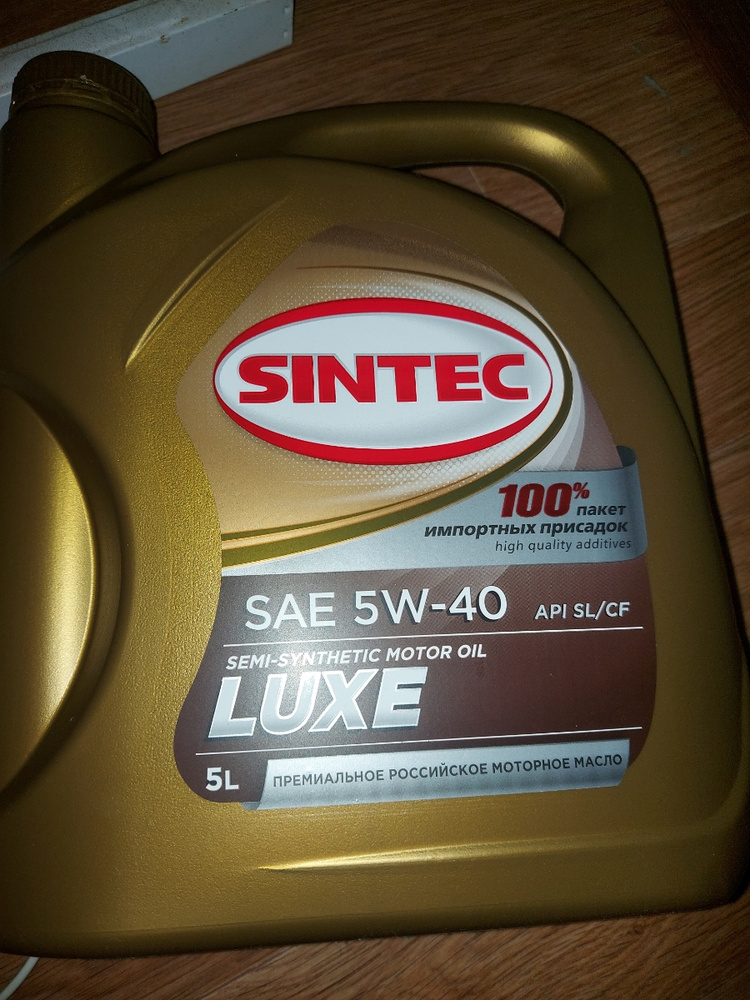 SINTEC
100% пакет
импортных присадок
high quality additives
SAE 5W-40 API SL/CF
SEMI-SYNTHETIC MOTOR OIL
LUXE
5L ПРЕМИАЛЬНОЕ РОССИЙСКОЕ МОТОРНОЕ МАСЛО